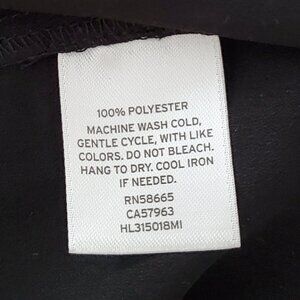 100% POLYESTER
MACHINE WASH COLD,
GENTLE CYCLE, WITH LIKE
COLORS. DO NOT BLEACH.
HANG TO DRY. COOL IRON
IF NEEDED.
RN58665
CA57963
HL315018MI